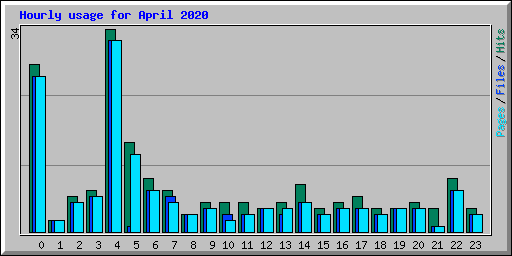 Hourly usage for April 2020
34
Pages/Files/Hits
0 1 2 3 4 5 6 7 8 9 10 11 12 13 14 15 16 17 18 19 20 21 22 23